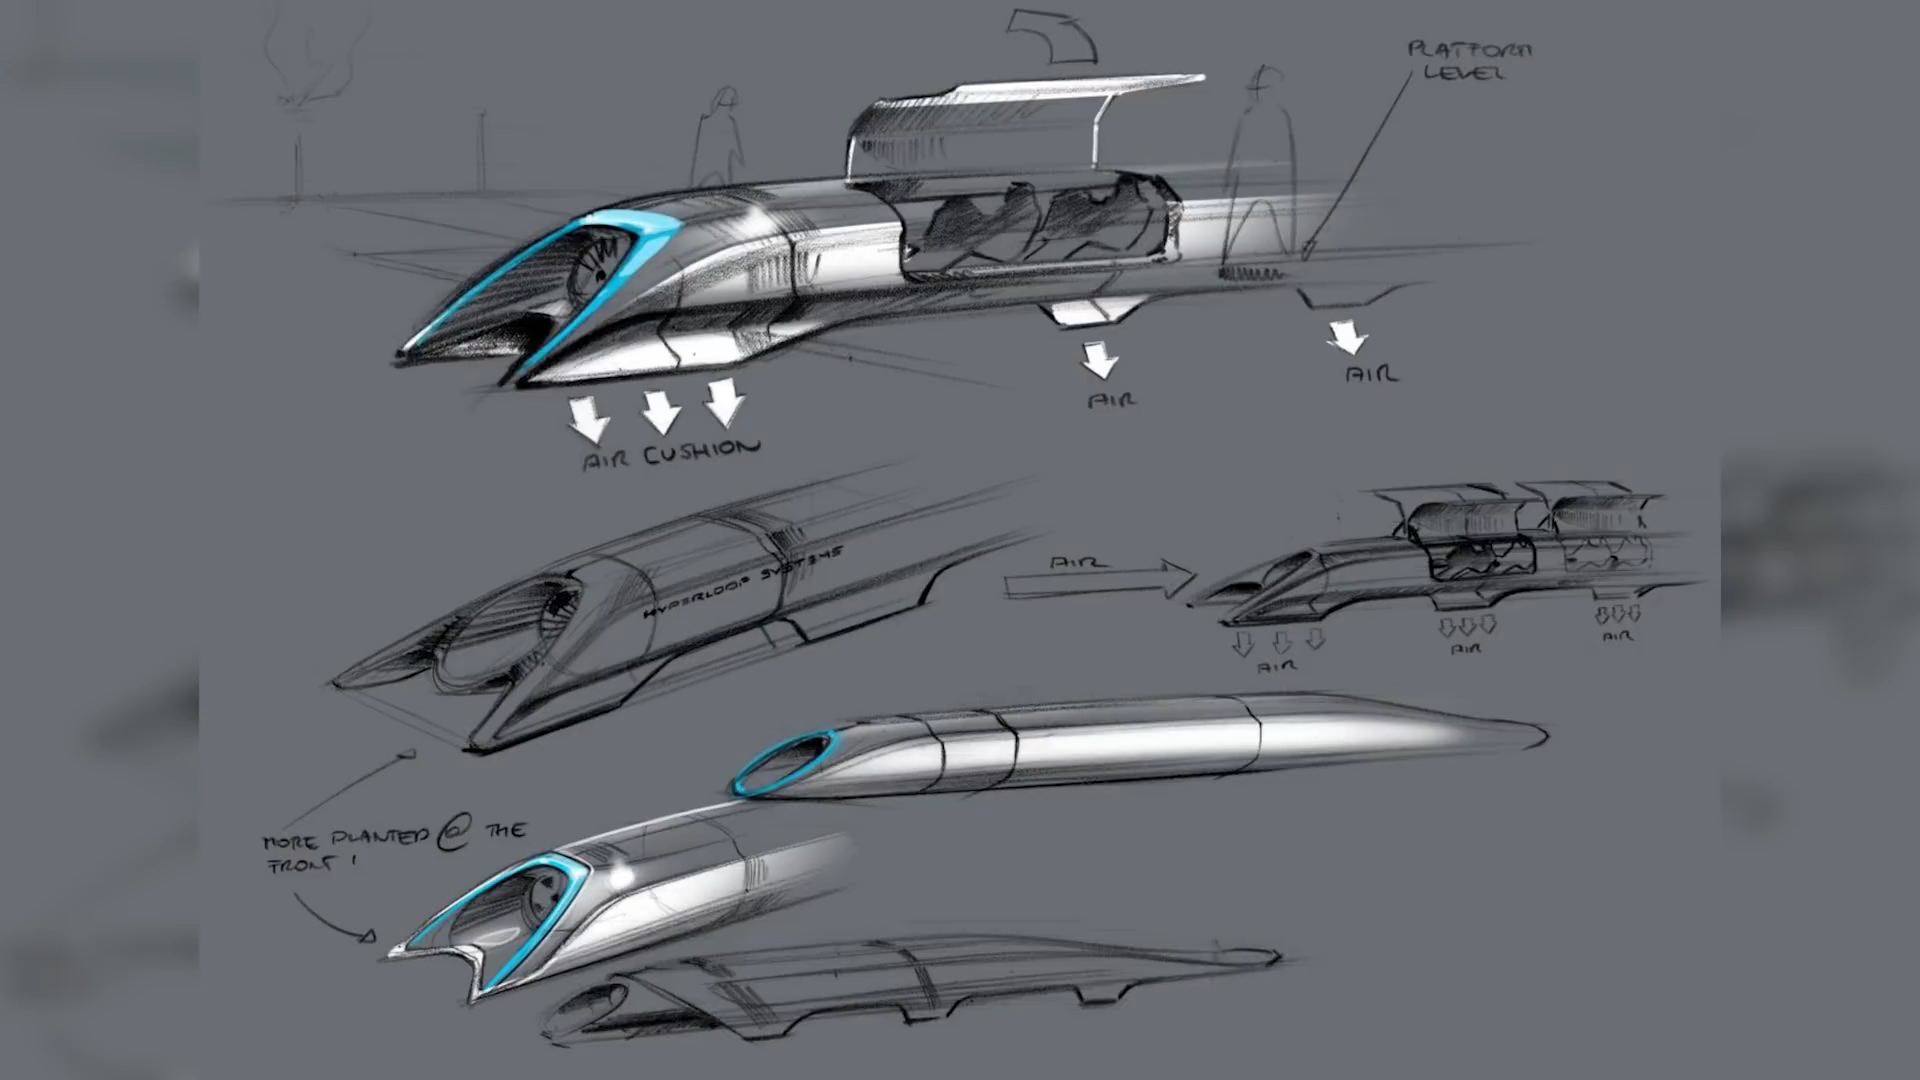 PLATFORM
LEVEL
AIR
AIR
AIR CUSHION
HYPERLOOP SYSTEMS
AIR
AIR
AIR
AIR
MORE PLANTED @ THE
FRONT !